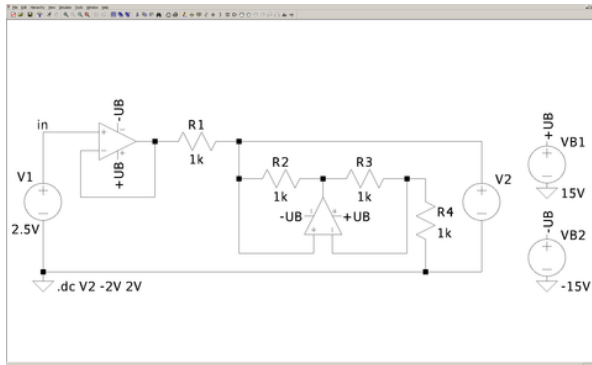 in
V1
2.5V
-UB
+UB
R1
1k
R2
1k
R3
1k
-UB
+UB
R4
1k
V2
+UB
VB1
15V
-UB
VB2
-15V
.dc V2 -2V 2V